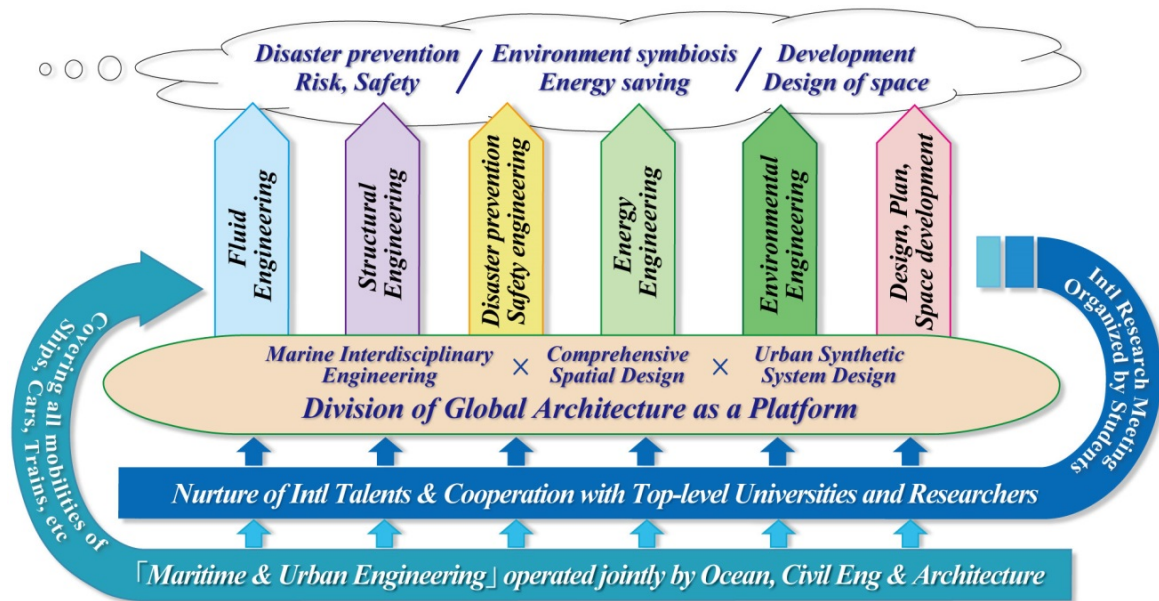 Disaster prevention
Risk, Safety
/
Environment symbiosis
Energy saving
/
Development
Design of space
Fluid
Engineering
Structural
Engineering
Disaster prevention
Safety engineering
Energy
Engineering
Environmental
Engineering
Design, Plan,
Space development
Marine Interdisciplinary
Engineering
×
Comprehensive
Spatial Design
×
Urban Synthetic
System Design
Division of Global Architecture as a Platform
Covering all mobilities of
Ships, Cars, Trains, etc
Intl Research Meeting
Organized by Students
Nurture of Intl Talents & Cooperation with Top-level Universities and Researchers
「Maritime & Urban Engineering」operated jointly by Ocean, Civil Eng & Architecture